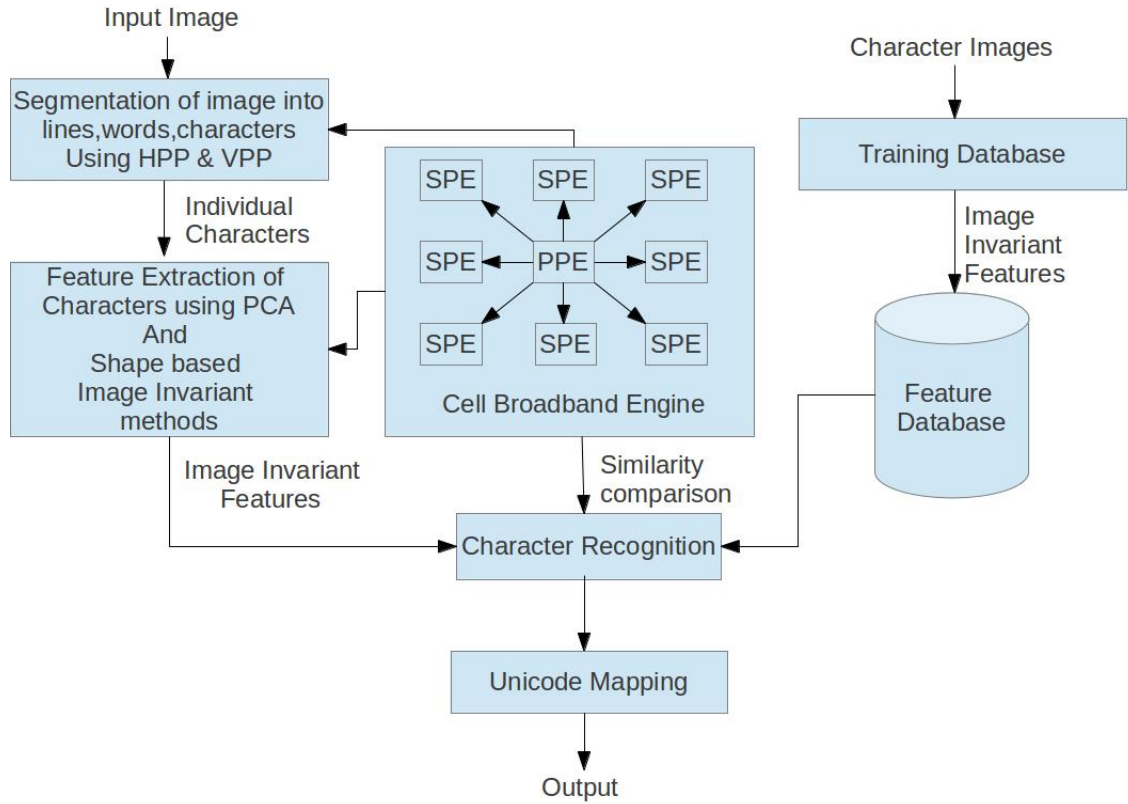 Input Image
Segmentation of image into
lines,words,characters
Using HPP & VPP
Individual
Characters
Feature Extraction of
Characters using PCA
And
Shape based
Image Invariant
methods
Image Invariant
Features
SPE SPE SPE
SPE PPE SPE
SPE SPE SPE
Cell Broadband Engine
Similarity
comparison
Character Images
Training Database
Image
Invariant
Features
Feature
Database
Character Recognition
Unicode Mapping
Output